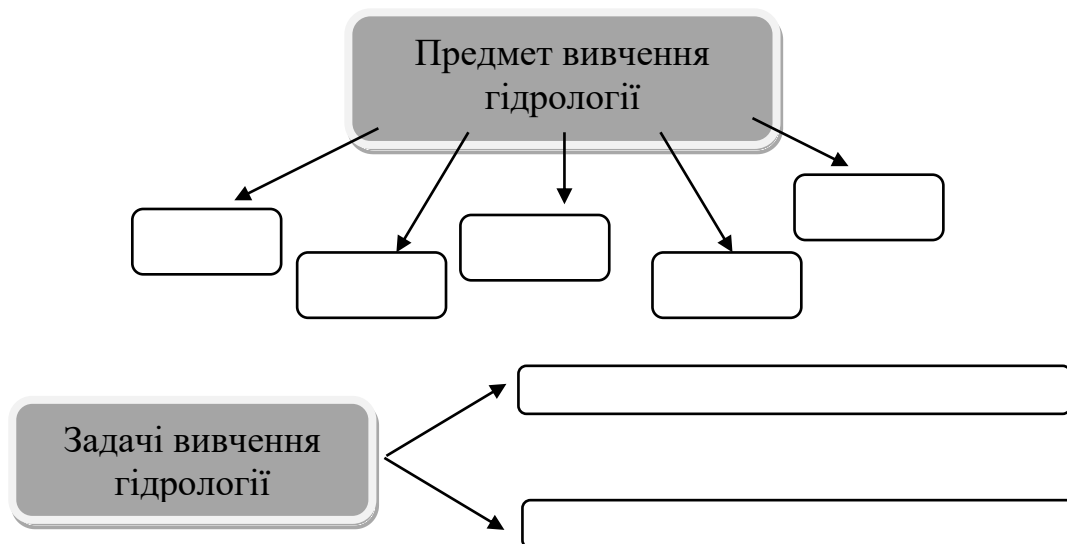 Предмет вивчення
гідрології
Задачі вивчення
гідрології